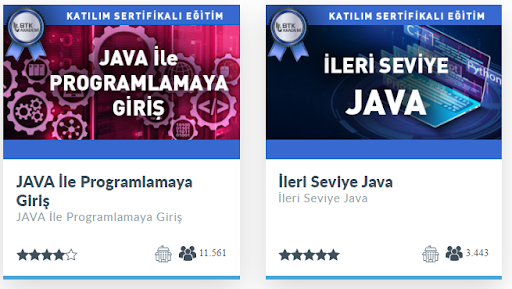 BTK
AKADEMİ
KATILIM SERTİFİKALI EĞİTİM
JAVA İLE
PROGRAMLAMAYA
GİRİŞ
JAVA İle Programlamaya
Giriş
JAVA İle Programlamaya Giriş
11.561
BTK
AKADEMİ
KATILIM SERTİFİKALI EĞİTİM
Python
İLERİ SEVİYE
JAVA
İleri Seviye Java
İleri Seviye Java
3.443